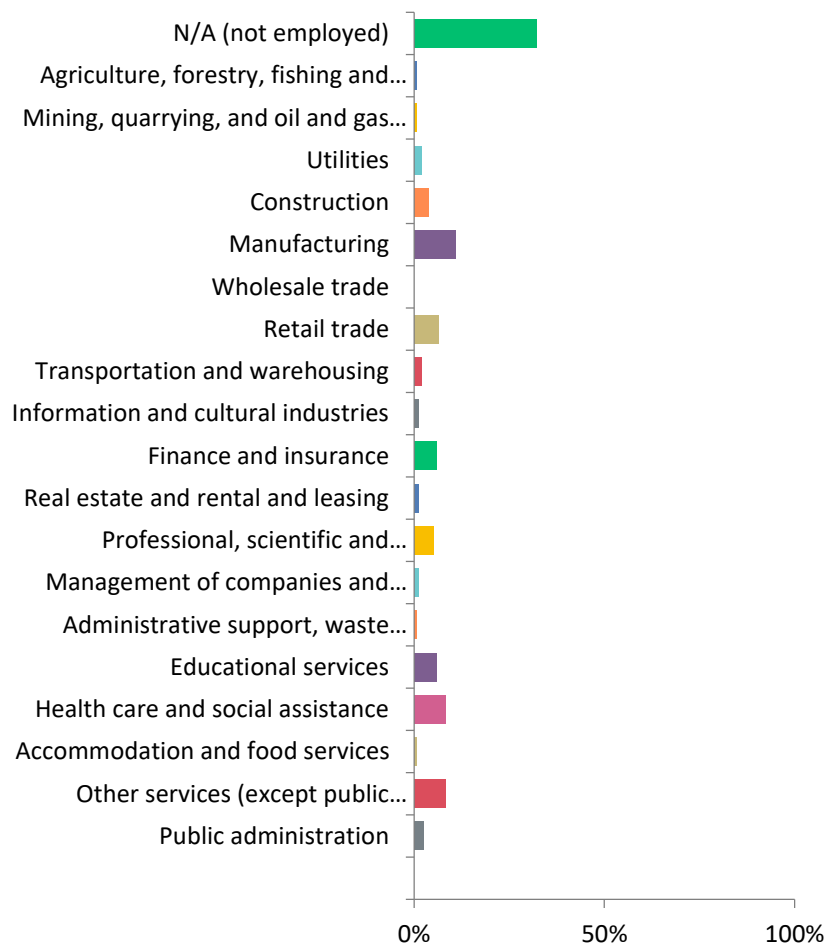 N/A (not employed)
Agriculture, forestry, fishing and...
Mining, quarrying, and oil and gas...
Utilities
Construction
Manufacturing
Wholesale trade
Retail trade
Transportation and warehousing
Information and cultural industries
Finance and insurance
Real estate and rental and leasing
Professional, scientific and...
Management of companies and...
Administrative support, waste...
Educational services
Health care and social assistance
Accommodation and food services
Other services (except public...
Public administration
0% 50% 100%